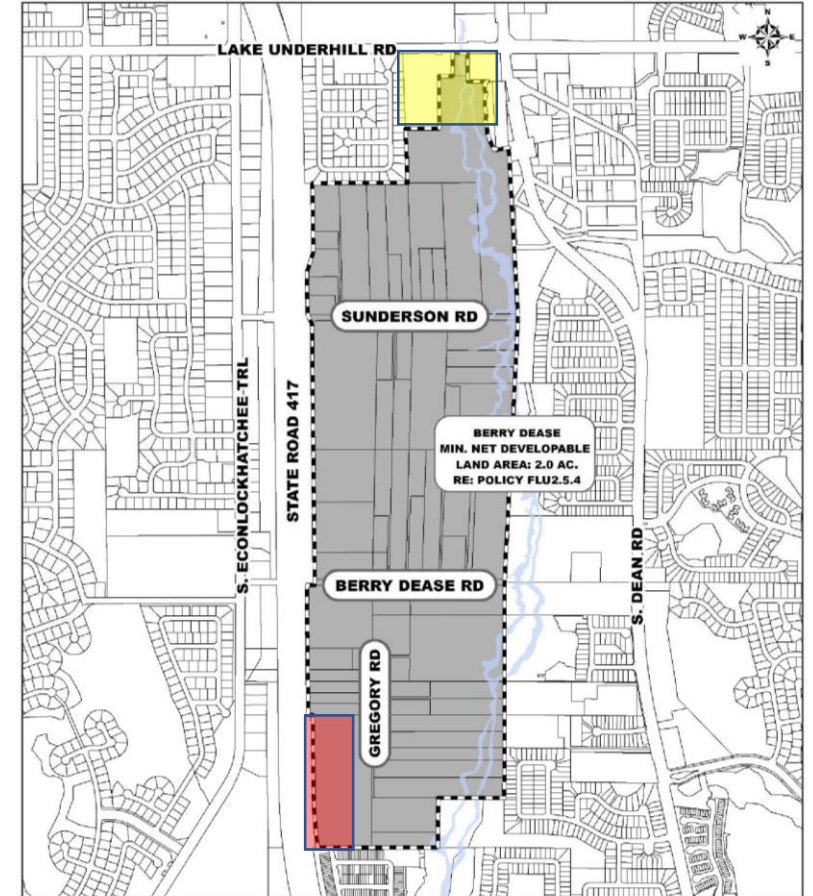 N
W
E
S
LAKE UNDERHILL RD
SUNDERSON RD
S. ECONLOCKHATCHEE TRL
STATE ROAD 417
BERRY DEASE
MIN. NET DEVELOPABLE
LAND AREA: 2.0 AC.
RE: POLICY FLU2.5.4
S. DEAN RD
BERRY DEASE RD
GREGORY RD